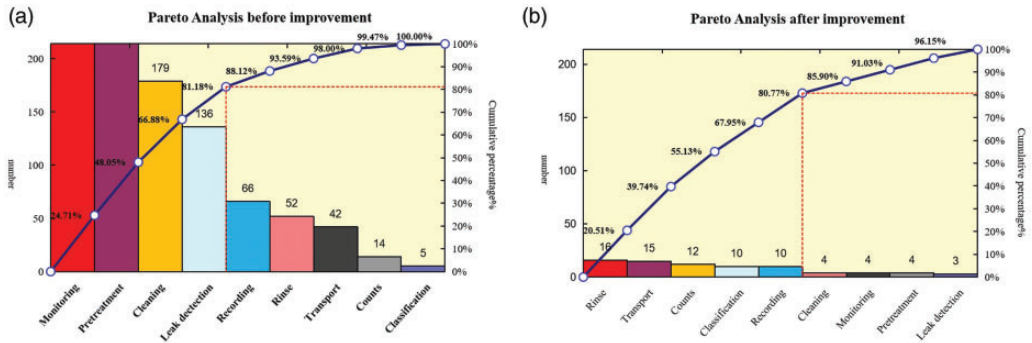 (a)
Pareto Analysis before improvement
200
150
100
50
0
number
179
136
66
52
42
14
5
24.71%
48.05%
66.88%
81.18%
88.12%
93.59%
98.00%
99.47%
100.00%
100%
90%
80%
70%
60%
50%
40%
30%
20%
10%
0%
Cumulative percentage%
Monitoring
Pretreatment
Cleaning
Leak dectection
Recording
Rinse
Transport
Counts
Classification
(b)
Pareto Analysis after improvement
200
150
100
50
0
number
16
15
12
10
10
4
4
4
3
20.51%
39.74%
55.13%
67.95%
80.77%
85.90%
91.03%
96.15%
100%
90%
80%
70%
60%
50%
40%
30%
20%
10%
0%
Cumulative percentage%
Rinse
Transport
Counts
Classification
Recording
Cleaning
Monitoring
Pretreatment
Leak detection